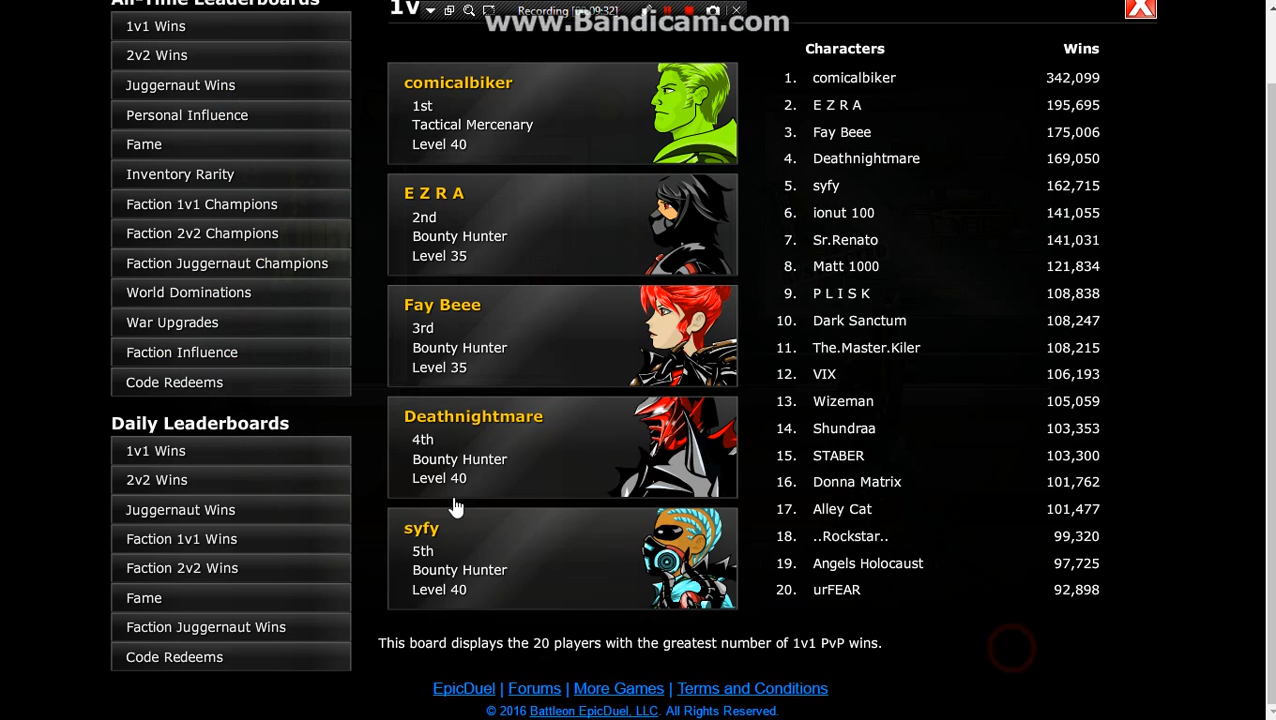 All-Time Leaderboards
1v1 Wins
2v2 Wins
Juggernaut Wins
Personal Influence
Fame
Inventory Rarity
Faction 1v1 Champions
Faction 2v2 Champions
Faction Juggernaut Champions
World Dominations
War Upgrades
Faction Influence
Code Redeems
Daily Leaderboards
1v1 Wins
2v2 Wins
Juggernaut Wins
Faction 1v1 Wins
Faction 2v2 Wins
Fame
Faction Juggernaut Wins
Code Redeems
1v
www.Bandicam.com
comicalbiker
1st
Tactical Mercenary
Level 40
E Z R A
2nd
Bounty Hunter
Level 35
Fay Beee
3rd
Bounty Hunter
Level 35
Deathnightmare
4th
Bounty Hunter
Level 40
syfy
5th
Bounty Hunter
Level 40
Characters Wins
1. comicalbiker 342,099
2. E Z R A 195,695
3. Fay Beee 175,006
4. Deathnightmare 169,050
5. syfy 162,715
6. ionut 100 141,055
7. Sr.Renato 141,031
8. Matt 1000 121,834
9. P L I S K 108,838
10. Dark Sanctum 108,247
11. The.Master.Kiler 108,215
12. VIX 106,193
13. Wizeman 105,059
14. Shundraa 103,353
15. STABER 103,300
16. Donna Matrix 101,762
17. Alley Cat 101,477
18. ..Rockstar.. 99,320
19. Angels Holocaust 97,725
20. urFEAR 92,898
This board displays the 20 players with the greatest number of 1v1 PvP wins.
EpicDuel | Forums | More Games | Terms and Conditions
© 2016 Battleon EpicDuel, LLC. All Rights Reserved.